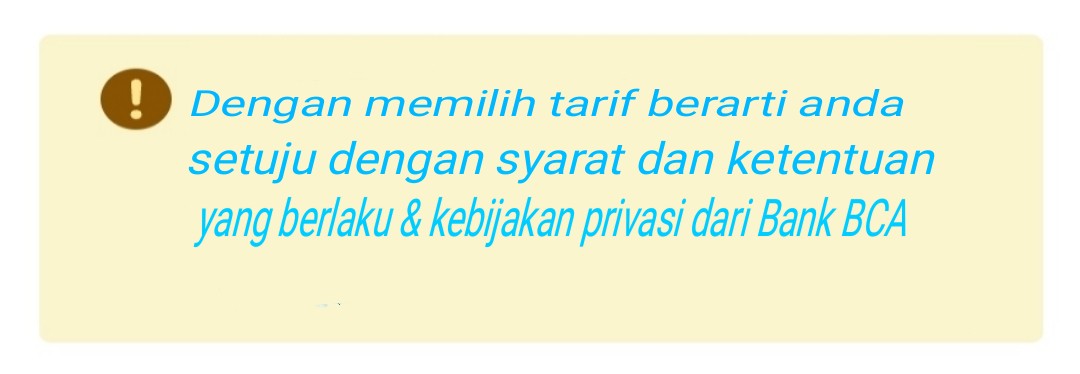 Dengan memilih tarif berarti anda
setuju dengan syarat dan ketentuan
yang berlaku & kebijakan privasi dari Bank BCA